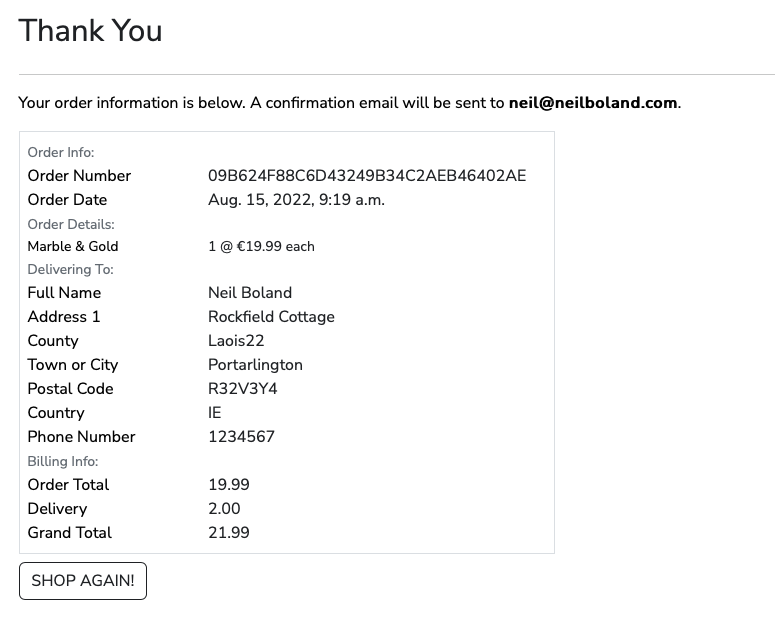 Thank You
Your order information is below. A confirmation email will be sent to neil@neilboland.com.
Order Info:
Order Number 09B624F88C6D43249B34C2AEB46402AE
Order Date Aug. 15, 2022, 9:19 a.m.
Order Details:
Marble & Gold 1 @ €19.99 each
Delivering To:
Full Name Neil Boland
Address 1 Rockfield Cottage
County Laois22
Town or City Portarlington
Postal Code R32V3Y4
Country IE
Phone Number 1234567
Billing Info:
Order Total 19.99
Delivery 2.00
Grand Total 21.99
SHOP AGAIN!